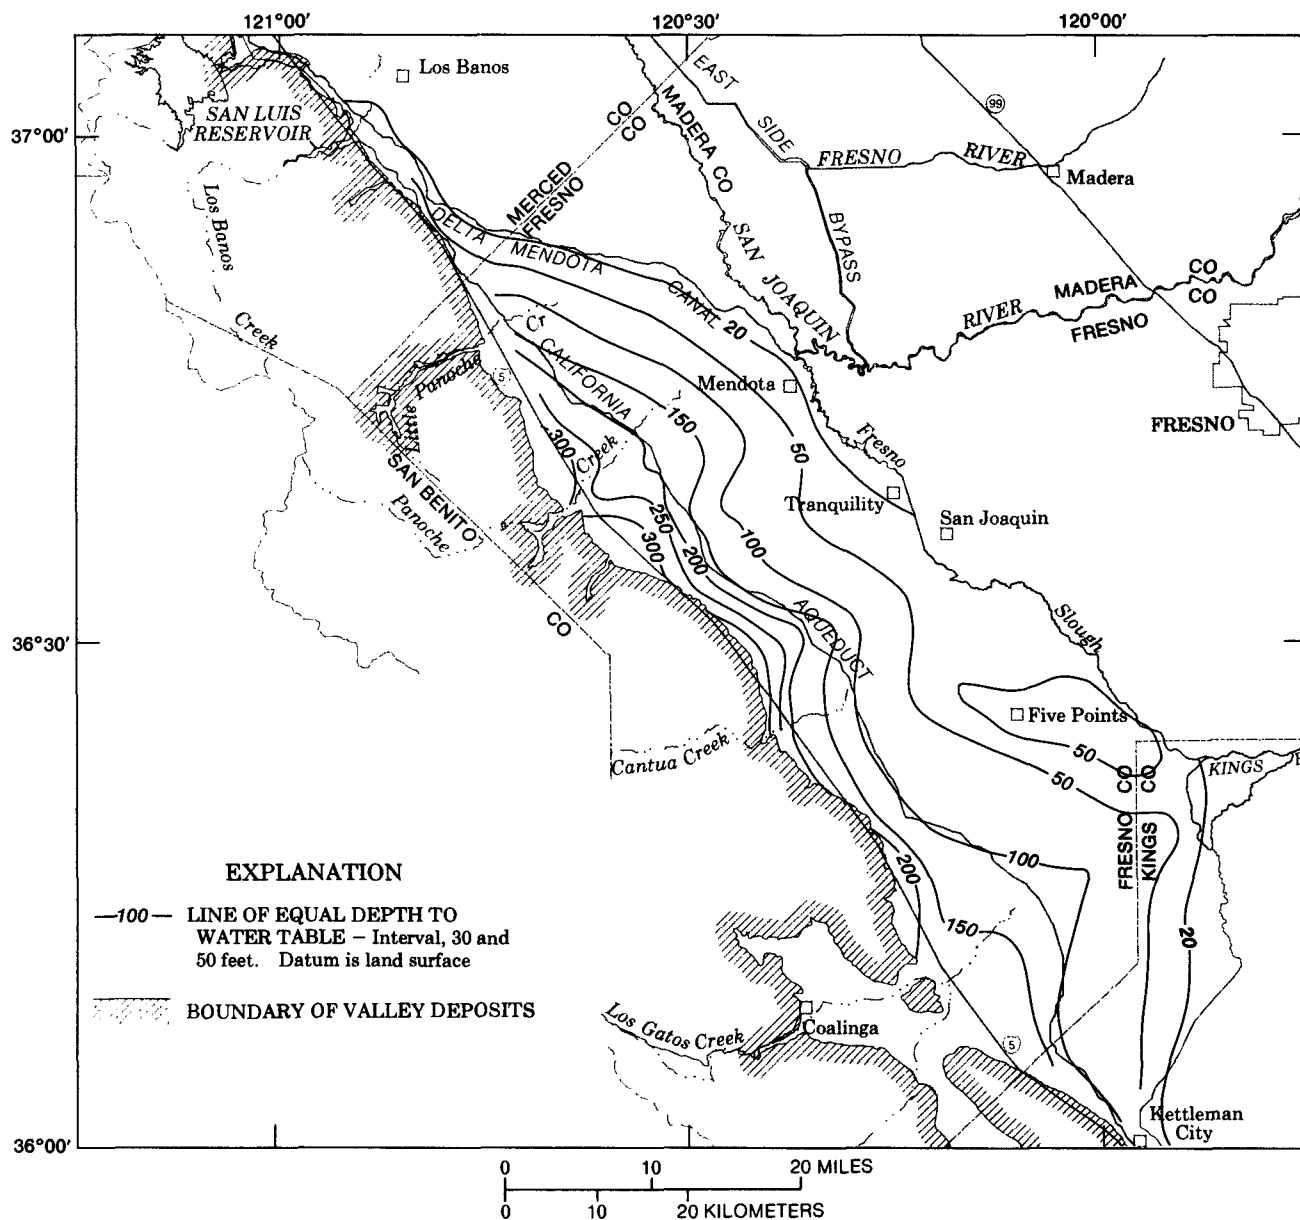 121°00'
120°30'
120°00'
37°00'
36°30'
36°00'
Los Banos
SAN LUIS
RESERVOIR
Los Banos
Creek
MERCED CO
FRESNO CO
MADERA CO
EAST
SIDE
BYPASS
FRESNO RIVER
99
Madera
SAN JOAQUIN
RIVER
MADERA CO
FRESNO CO
FRESNO
DELTA MENDOTA CANAL
20
Mendota
Little
Panoche
Cr
5
CALIFORNIA
150
50
300
Creek
Panoche
SAN BENITO
CO
250
200
300
100
Tranquility
Fresno
San Joaquin
Slough
AQUEDUCT
Cantua Creek
Five Points
50
50
FRESNO CO
KINGS CO
KINGS
200
100
150
20
EXPLANATION
100
LINE OF EQUAL DEPTH TO
WATER TABLE – Interval, 30 and
50 feet. Datum is land surface
BOUNDARY OF VALLEY DEPOSITS
Los Gatos Creek
Coalinga
5
Kettleman
City
0 10 20 MILES
0 10 20 KILOMETERS